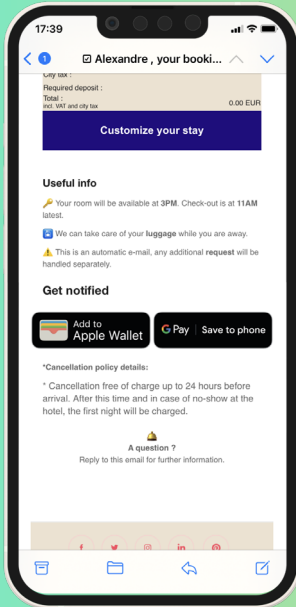 17:39
1
Alexandre , your booki...
City tax :
Required deposit :
Total :
incl. VAT and city tax
0.00 EUR
Customize your stay
Useful info
🔑 Your room will be available at 3PM. Check-out is at 11AM
latest.
🛅 We can take care of your luggage while you are away.
⚠️ This is an automatic e-mail, any additional request will be
handled separately.
Get notified
Add to
Apple Wallet
G Pay | Save to phone
*Cancellation policy details:
* Cancellation free of charge up to 24 hours before
arrival. After this time and in case of no-show at the
hotel, the first night will be charged.
🛎️
A question ?
Reply to this email for further information.